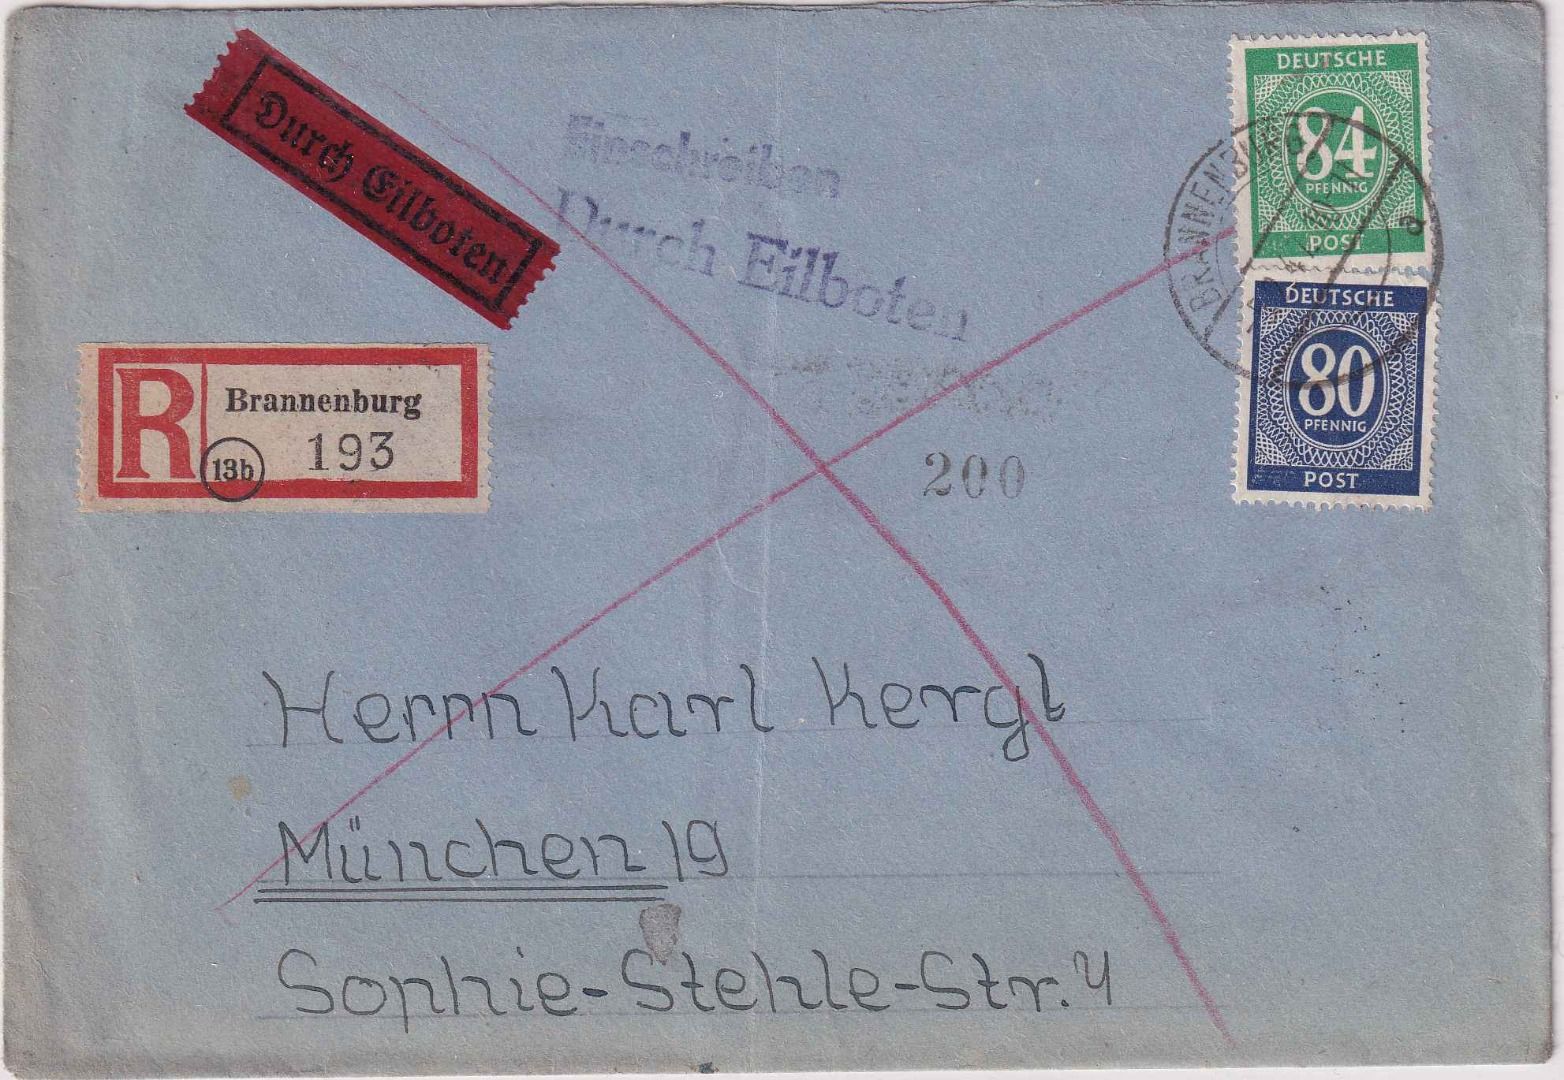 Durch Eilboten
Einschreiben
Durch Eilboten
DEUTSCHE
84
PFENNIG
POST
BRANNENBURG
a
DEUTSCHE
80
PFENNIG
POST
R
Brannenburg
13b
193
200
Herrn Karl Kergl
München 19
Sophie-Stehle-Str. 4